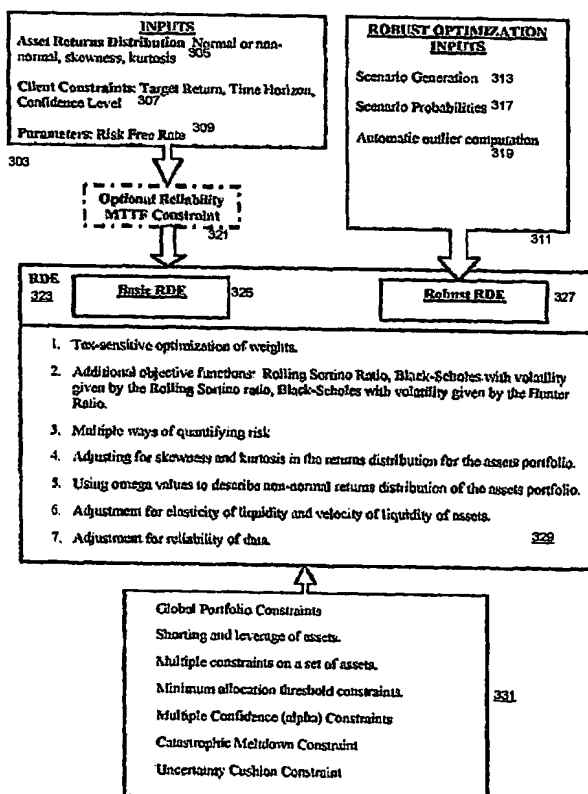 INPUTS
Asset Returns Distribution Normal or non-
normal, skewness, kurtosis 305
Client Constraints: Target Return, Time Horizon,
Confidence Level 307
Parameters: Risk Free Rate 309
303
ROBUST OPTIMIZATION
INPUTS
Scenario Generation 313
Scenario Probabilities 317
Automatic outlier computation
319
311
Optional Reliability
MTTF Constraint
321
RDE
323
Basic RDE
325
Robust RDE
327
1. Tax-sensitive optimization of weights.
2. Additional objective functions: Rolling Sortino Ratio, Black-Scholes with volatility
given by the Rolling Sortino ratio, Black-Scholes with volatility given by the Hunter
Ratio.
3. Multiple ways of quantifying risk
4. Adjusting for skewness and kurtosis in the returns distribution for the assets portfolio.
5. Using omega values to describe non-normal returns distribution of the assets portfolio.
6. Adjustment for elasticity of liquidity and velocity of liquidity of assets.
7. Adjustment for reliability of data.
329
Global Portfolio Constraints
Shorting and leverage of assets.
Multiple constraints on a set of assets.
Minimum allocation threshold constraints.
Multiple Confidence (alpha) Constraints
Catastrophic Meltdown Constraint
Uncertainty Cushion Constraint
331